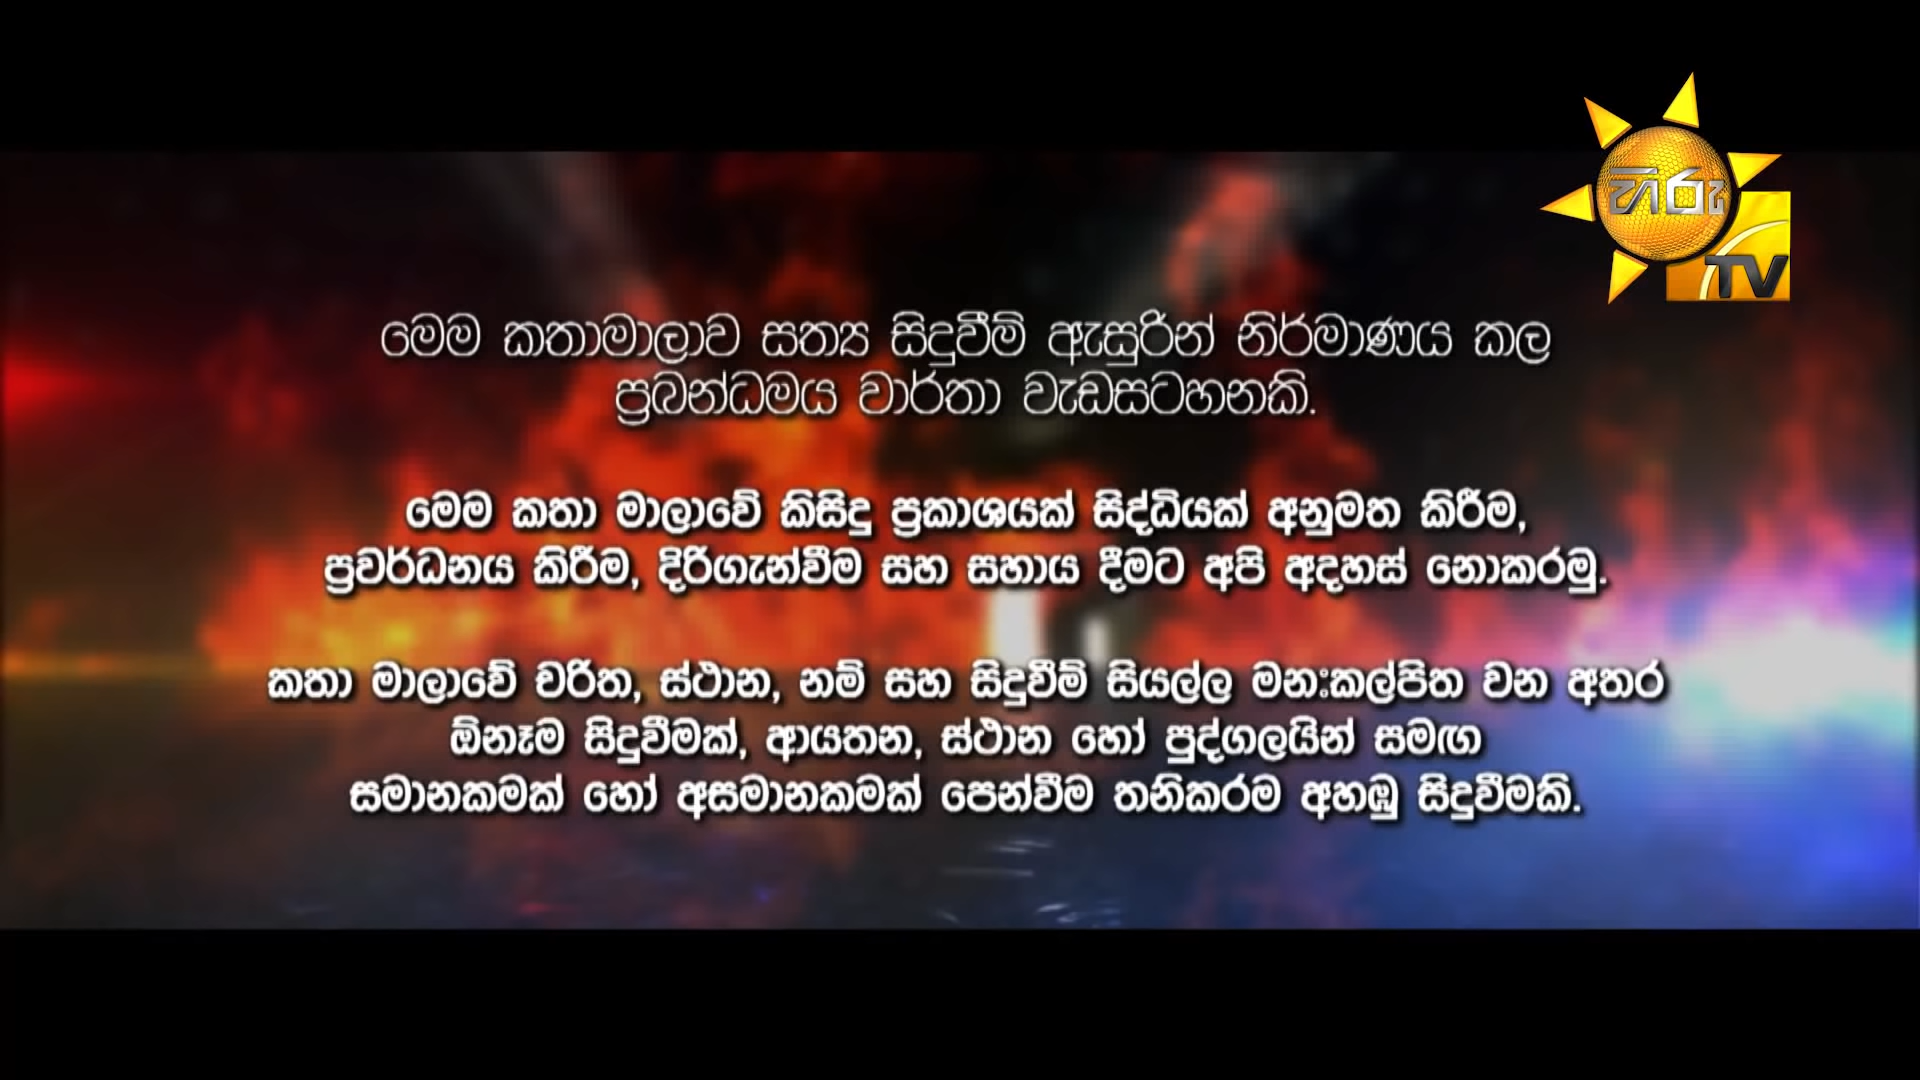 හිරු
TV
මෙම කතාමාලාව සත්‍ය සිදුවීම් ඇසුරින් නිර්මාණය කල
ප්‍රබන්ධමය වාර්තා වැඩසටහනකි.
මෙම කතා මාලාවේ කිසිදු ප්‍රකාශයක් සිද්ධියක් අනුමත කිරීම,
ප්‍රවර්ධනය කිරීම, දිරිගැන්වීම සහ සහාය දීමට අපි අදහස් නොකරමු.
කතා මාලාවේ චරිත, ස්ථාන, නම් සහ සිදුවීම් සියල්ල මනඃකල්පිත වන අතර
ඕනෑම සිදුවීමක්, ආයතන, ස්ථාන හෝ පුද්ගලයින් සමඟ
සමානකමක් හෝ අසමානකමක් පෙන්වීම තනිකරම අහඹු සිදුවීමකි.